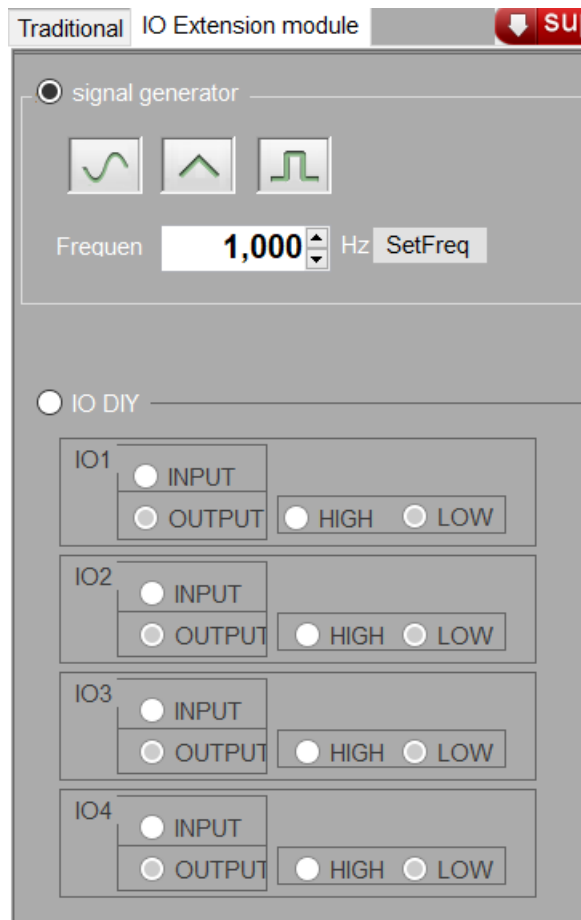 Traditional IO Extension module
signal generator
Frequen 1,000 Hz SetFreq
IO DIY
IO1
INPUT
OUTPUT HIGH LOW
IO2
INPUT
OUTPUT HIGH LOW
IO3
INPUT
OUTPUT HIGH LOW
IO4
INPUT
OUTPUT HIGH LOW